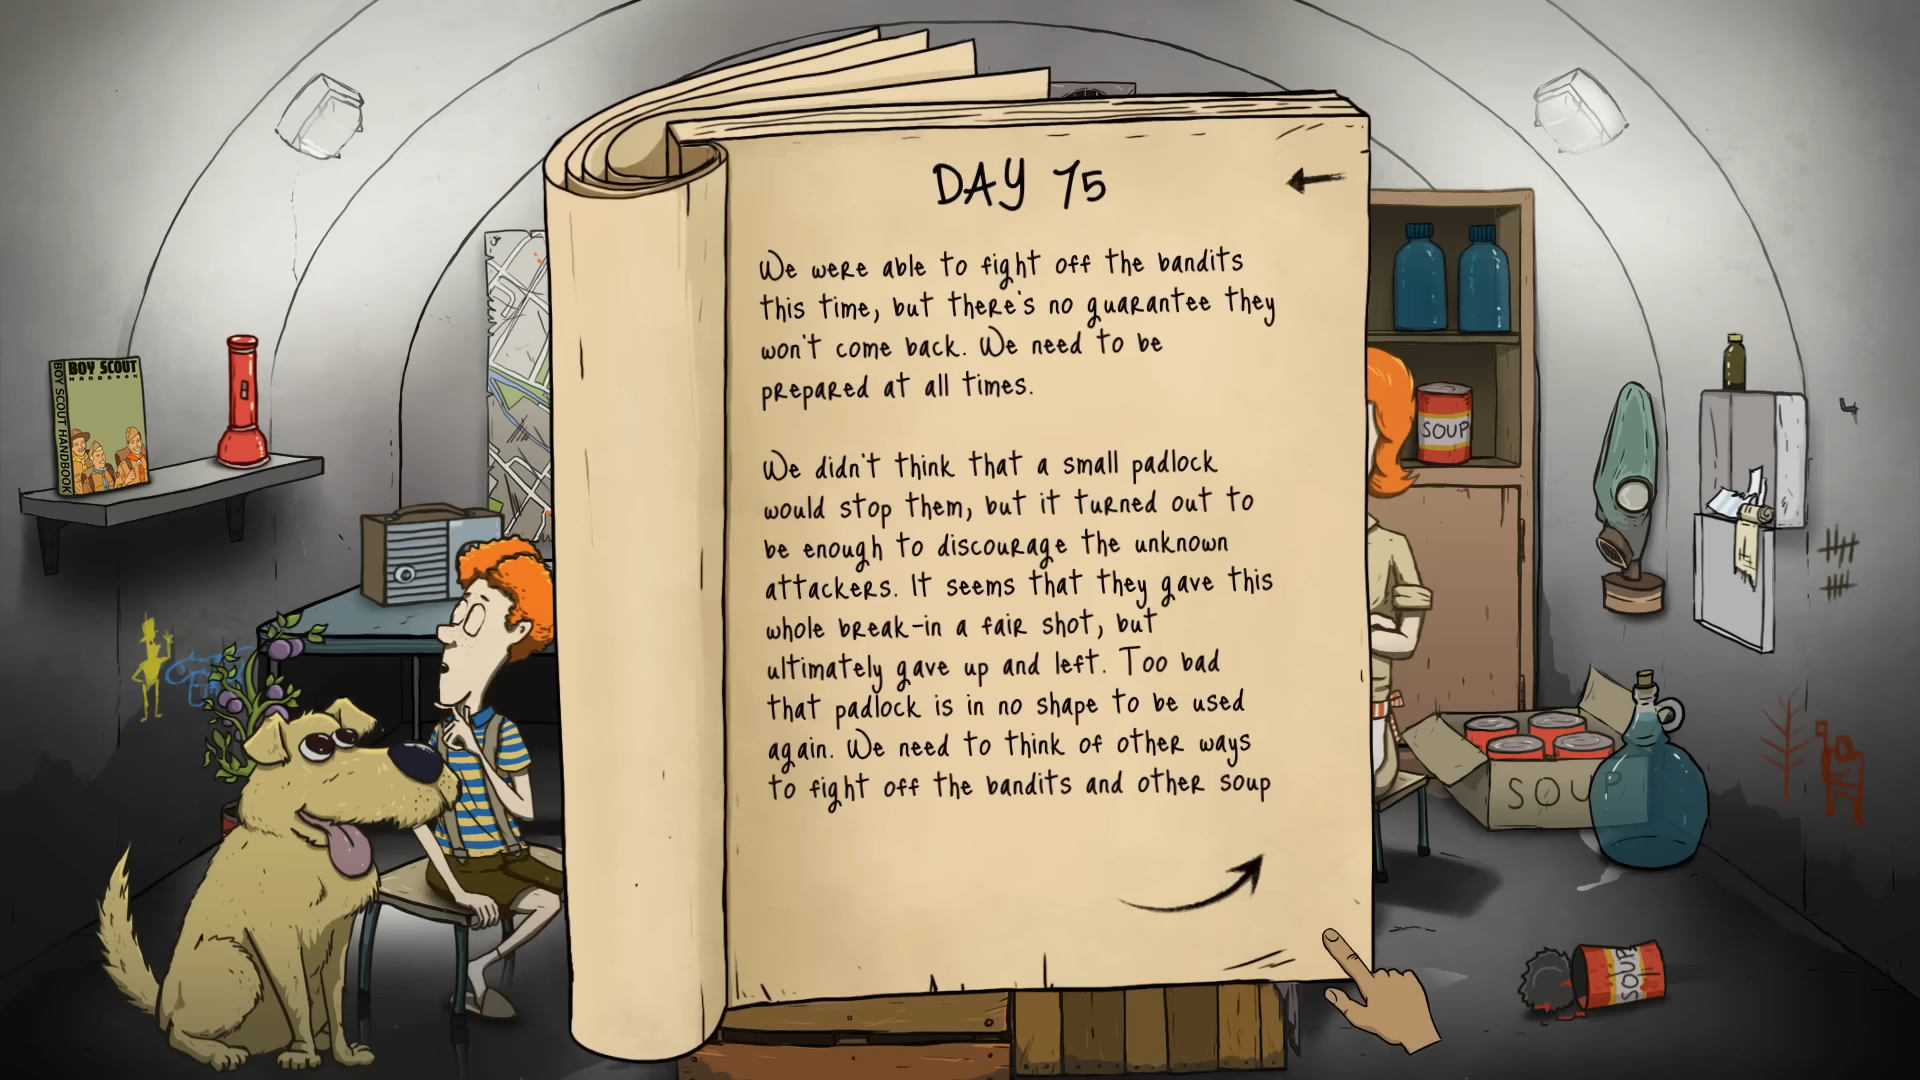 DAY 75
We were able to fight off the bandits
this time, but there's no guarantee they
won't come back. We need to be
prepared at all times.
We didn't think that a small padlock
would stop them, but it turned out to
be enough to discourage the unknown
attackers. It seems that they gave this
whole break-in a fair shot, but
ultimately gave up and left. Too bad
that padlock is in no shape to be used
again. We need to think of other ways
to fight off the bandits and other soup
BOY SCOUT
HANDBOOK
BOY SCOUT HANDBOOK
SOUP
SOUP
SOUP